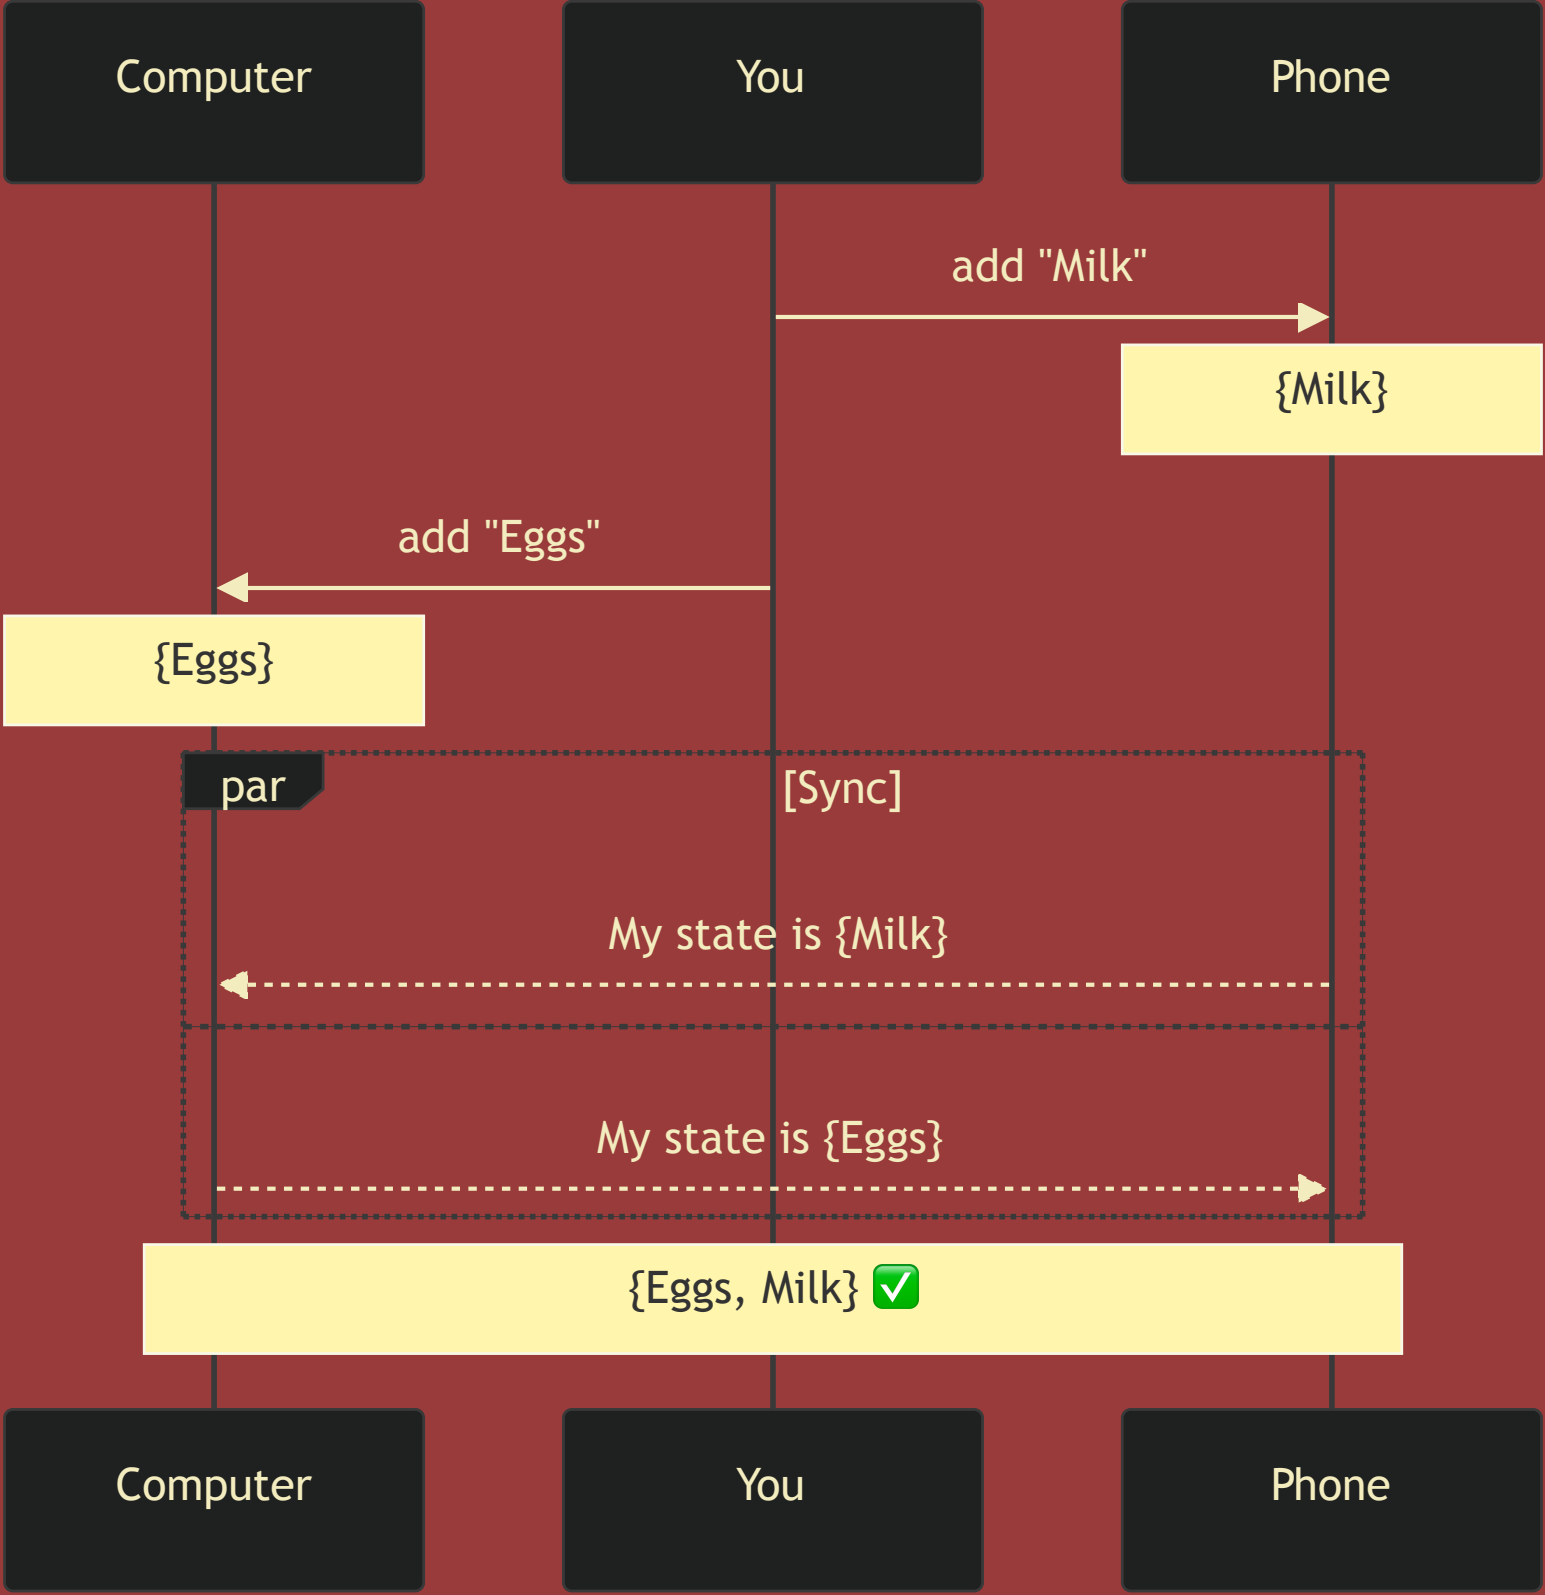 Computer
You
Phone
add "Milk"
{Milk}
add "Eggs"
{Eggs}
par
[Sync]
My state is {Milk}
My state is {Eggs}
{Eggs, Milk} ✅
Computer
You
Phone